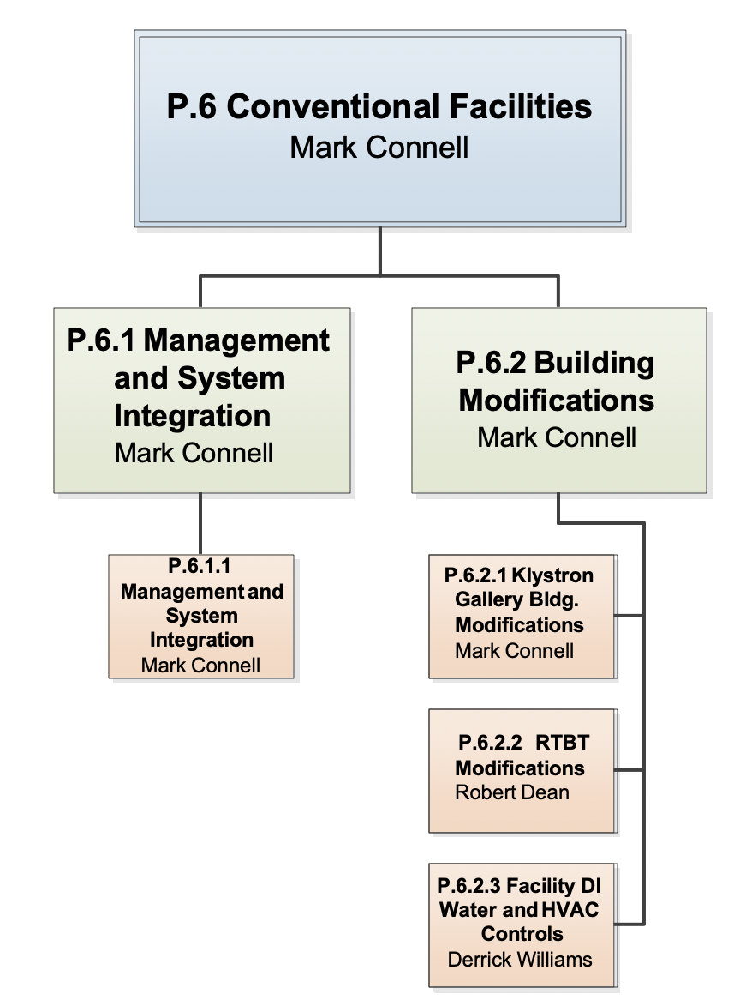 P.6 Conventional Facilities
Mark Connell
P.6.1 Management
and System
Integration
Mark Connell
P.6.2 Building
Modifications
Mark Connell
P.6.1.1
Management and
System
Integration
Mark Connell
P.6.2.1 Klystron
Gallery Bldg.
Modifications
Mark Connell
P.6.2.2 RTBT
Modifications
Robert Dean
P.6.2.3 Facility DI
Water and HVAC
Controls
Derrick Williams